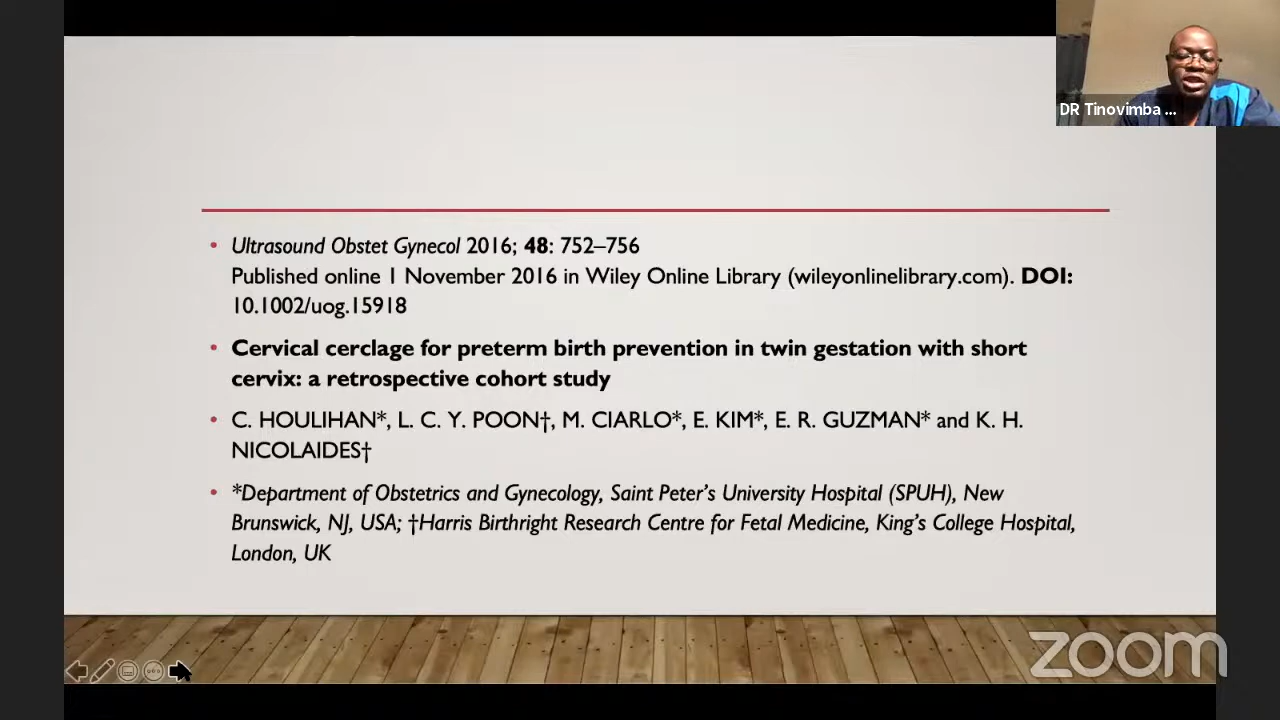 DR Tinovimba ...
Ultrasound Obstet Gynecol 2016; 48: 752–756
Published online 1 November 2016 in Wiley Online Library (wileyonlinelibrary.com). DOI:
10.1002/uog.15918
Cervical cerclage for preterm birth prevention in twin gestation with short
cervix: a retrospective cohort study
C. HOULIHAN*, L. C. Y. POON†, M. CIARLO*, E. KIM*, E. R. GUZMAN* and K. H.
NICOLAIDES†
*Department of Obstetrics and Gynecology, Saint Peter’s University Hospital (SPUH), New
Brunswick, NJ, USA; †Harris Birthright Research Centre for Fetal Medicine, King’s College Hospital,
London, UK
zoom